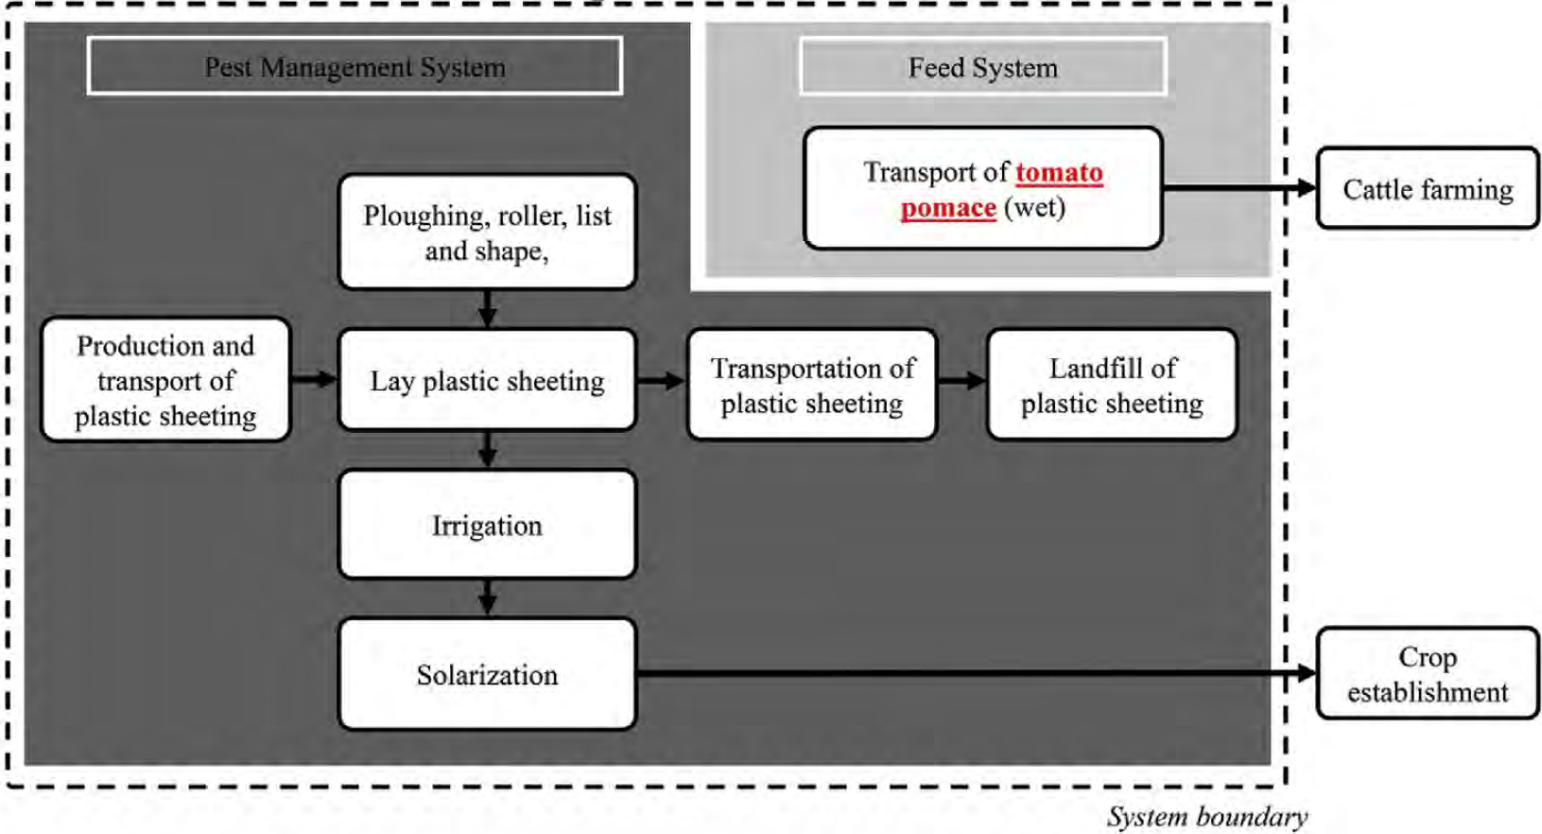 Pest Management System
Feed System
Transport of tomato
pomace (wet)
Cattle farming
Ploughing, roller, list
and shape,
Production and
transport of
plastic sheeting
Lay plastic sheeting
Transportation of
plastic sheeting
Landfill of
plastic sheeting
Irrigation
Solarization
Crop
establishment
System boundary